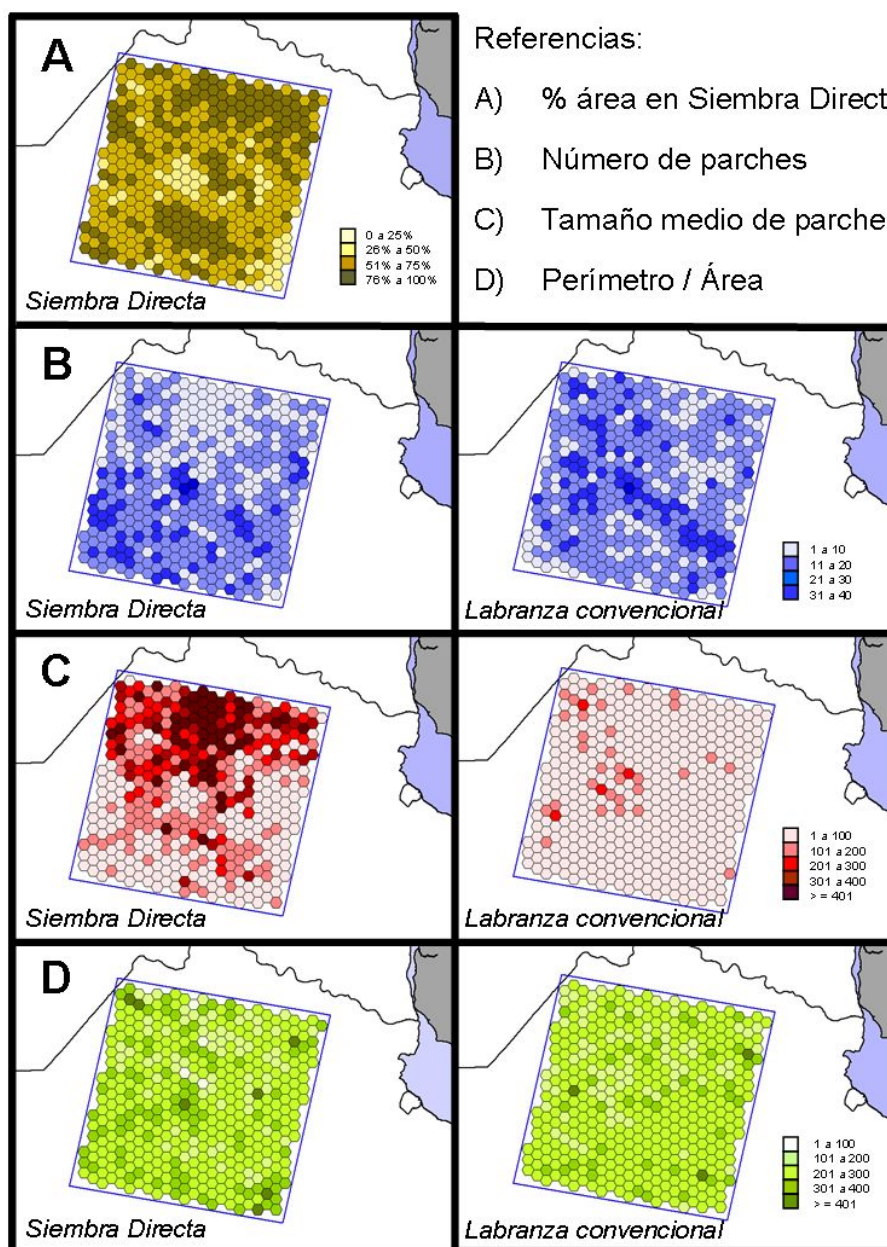 A
Referencias:
A) % área en Siembra Direct
B) Número de parches
C) Tamaño medio de parche
D) Perímetro / Área
0 a 25%
26% a 50%
51% a 75%
76% a 100%
Siembra Directa
B
Siembra Directa
1 a 10
11 a 20
21 a 30
31 a 40
Labranza convencional
C
Siembra Directa
1 a 100
101 a 200
201 a 300
301 a 400
> = 401
Labranza convencional
D
Siembra Directa
1 a 100
101 a 200
201 a 300
301 a 400
> = 401
Labranza convencional